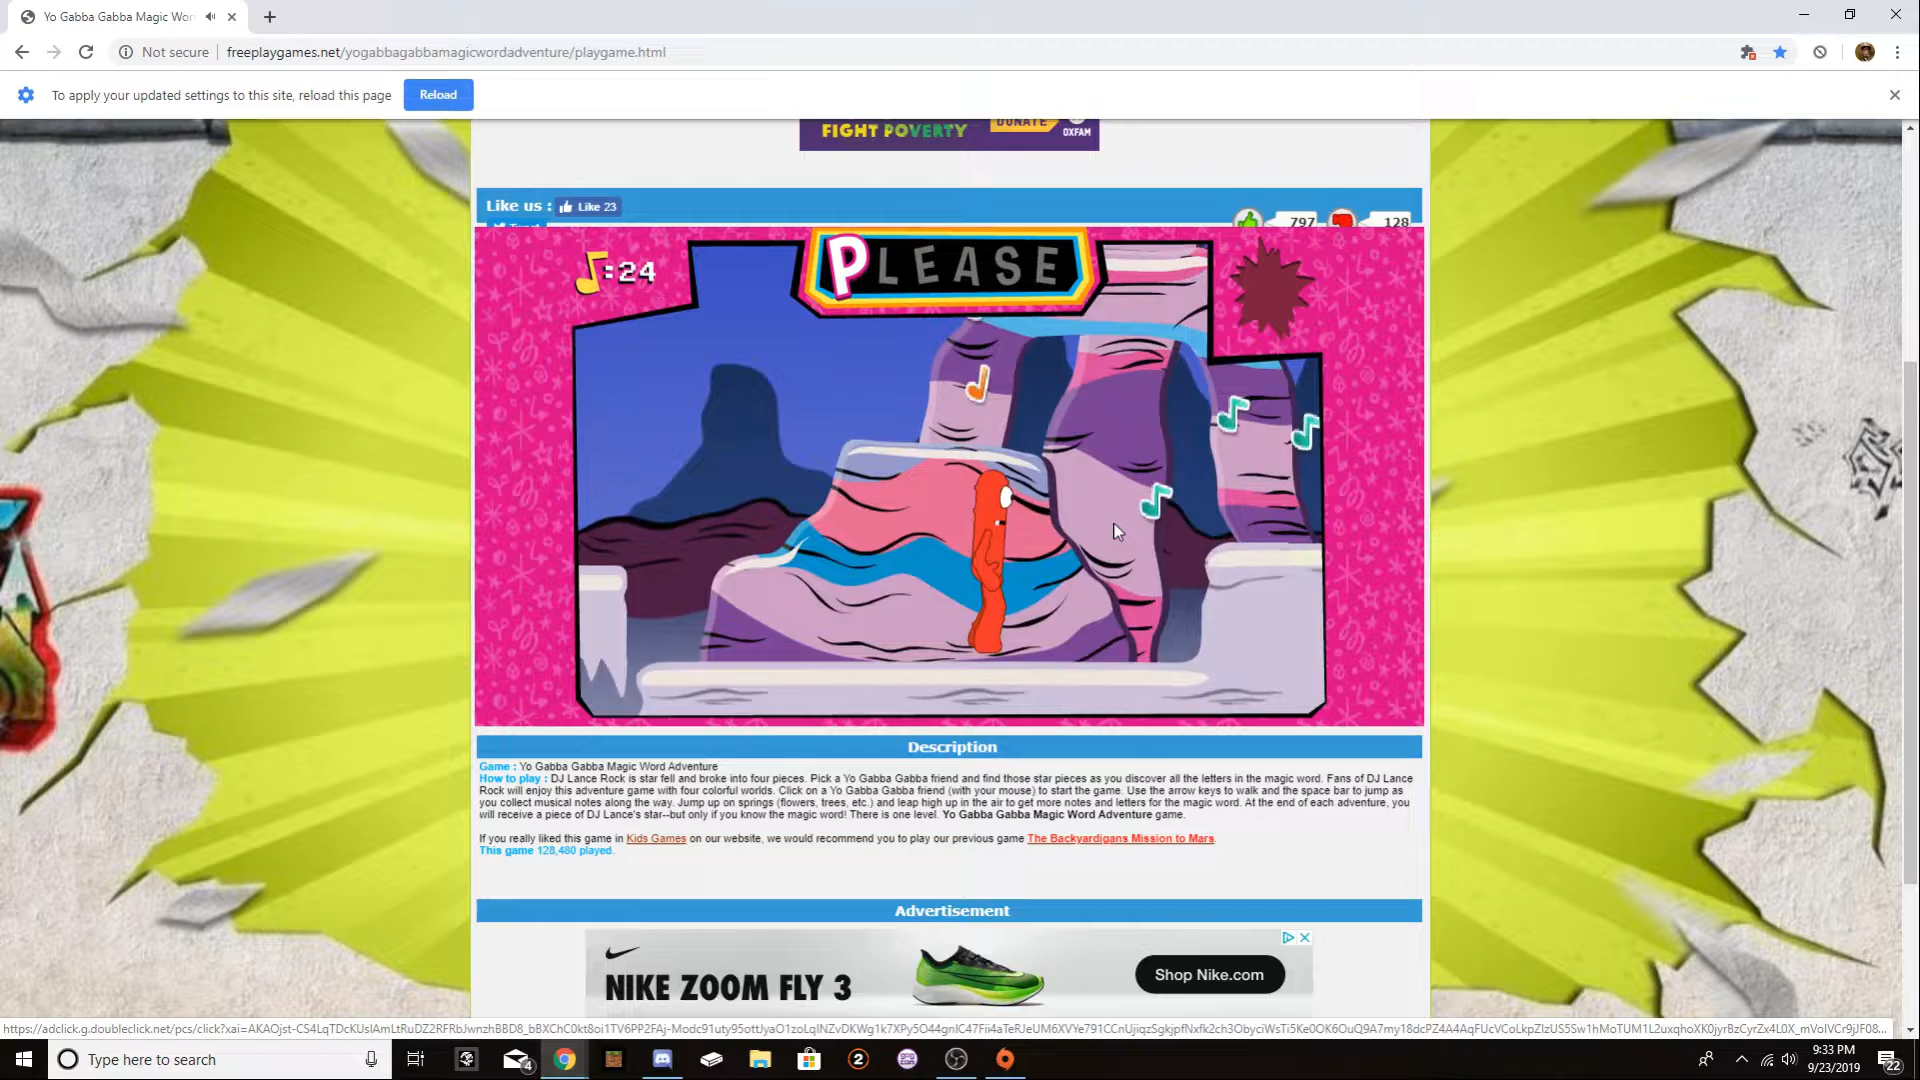 Yo Gabba Gabba Magic Wor
Not secure
freeplaygames.net/yogabbagabbamagicwordadventure/playgame.html
To apply your updated settings to this site, reload this page
Reload
FIGHT POVERTY
DONATE
OXFAM
Like us :
Like 23
797
128
:24
PLEASE
Description
Game : Yo Gabba Gabba Magic Word Adventure
How to play : DJ Lance Rock is star fell and broke into four pieces. Pick a Yo Gabba Gabba friend and find those star pieces as you discover all the letters in the magic word. Fans of DJ Lance
Rock will enjoy this adventure game with four colorful worlds. Click on a Yo Gabba Gabba friend (with your mouse) to start the game. Use the arrow keys to walk and the space bar to jump as
you collect musical notes along the way. Jump up on springs (flowers, trees, etc.) and leap high up in the air to get more notes and letters for the magic word. At the end of each adventure, you
will receive a piece of DJ Lance's star--but only if you know the magic word! There is one level. Yo Gabba Gabba Magic Word Adventure game.
If you really liked this game in Kids Games on our website, we would recommend you to play our previous game The Backyardigans Mission to Mars.
This game 128,480 played.
Advertisement
NIKE ZOOM FLY 3
Shop Nike.com
Type here to search
4
2
9:33 PM
9/23/2019
22